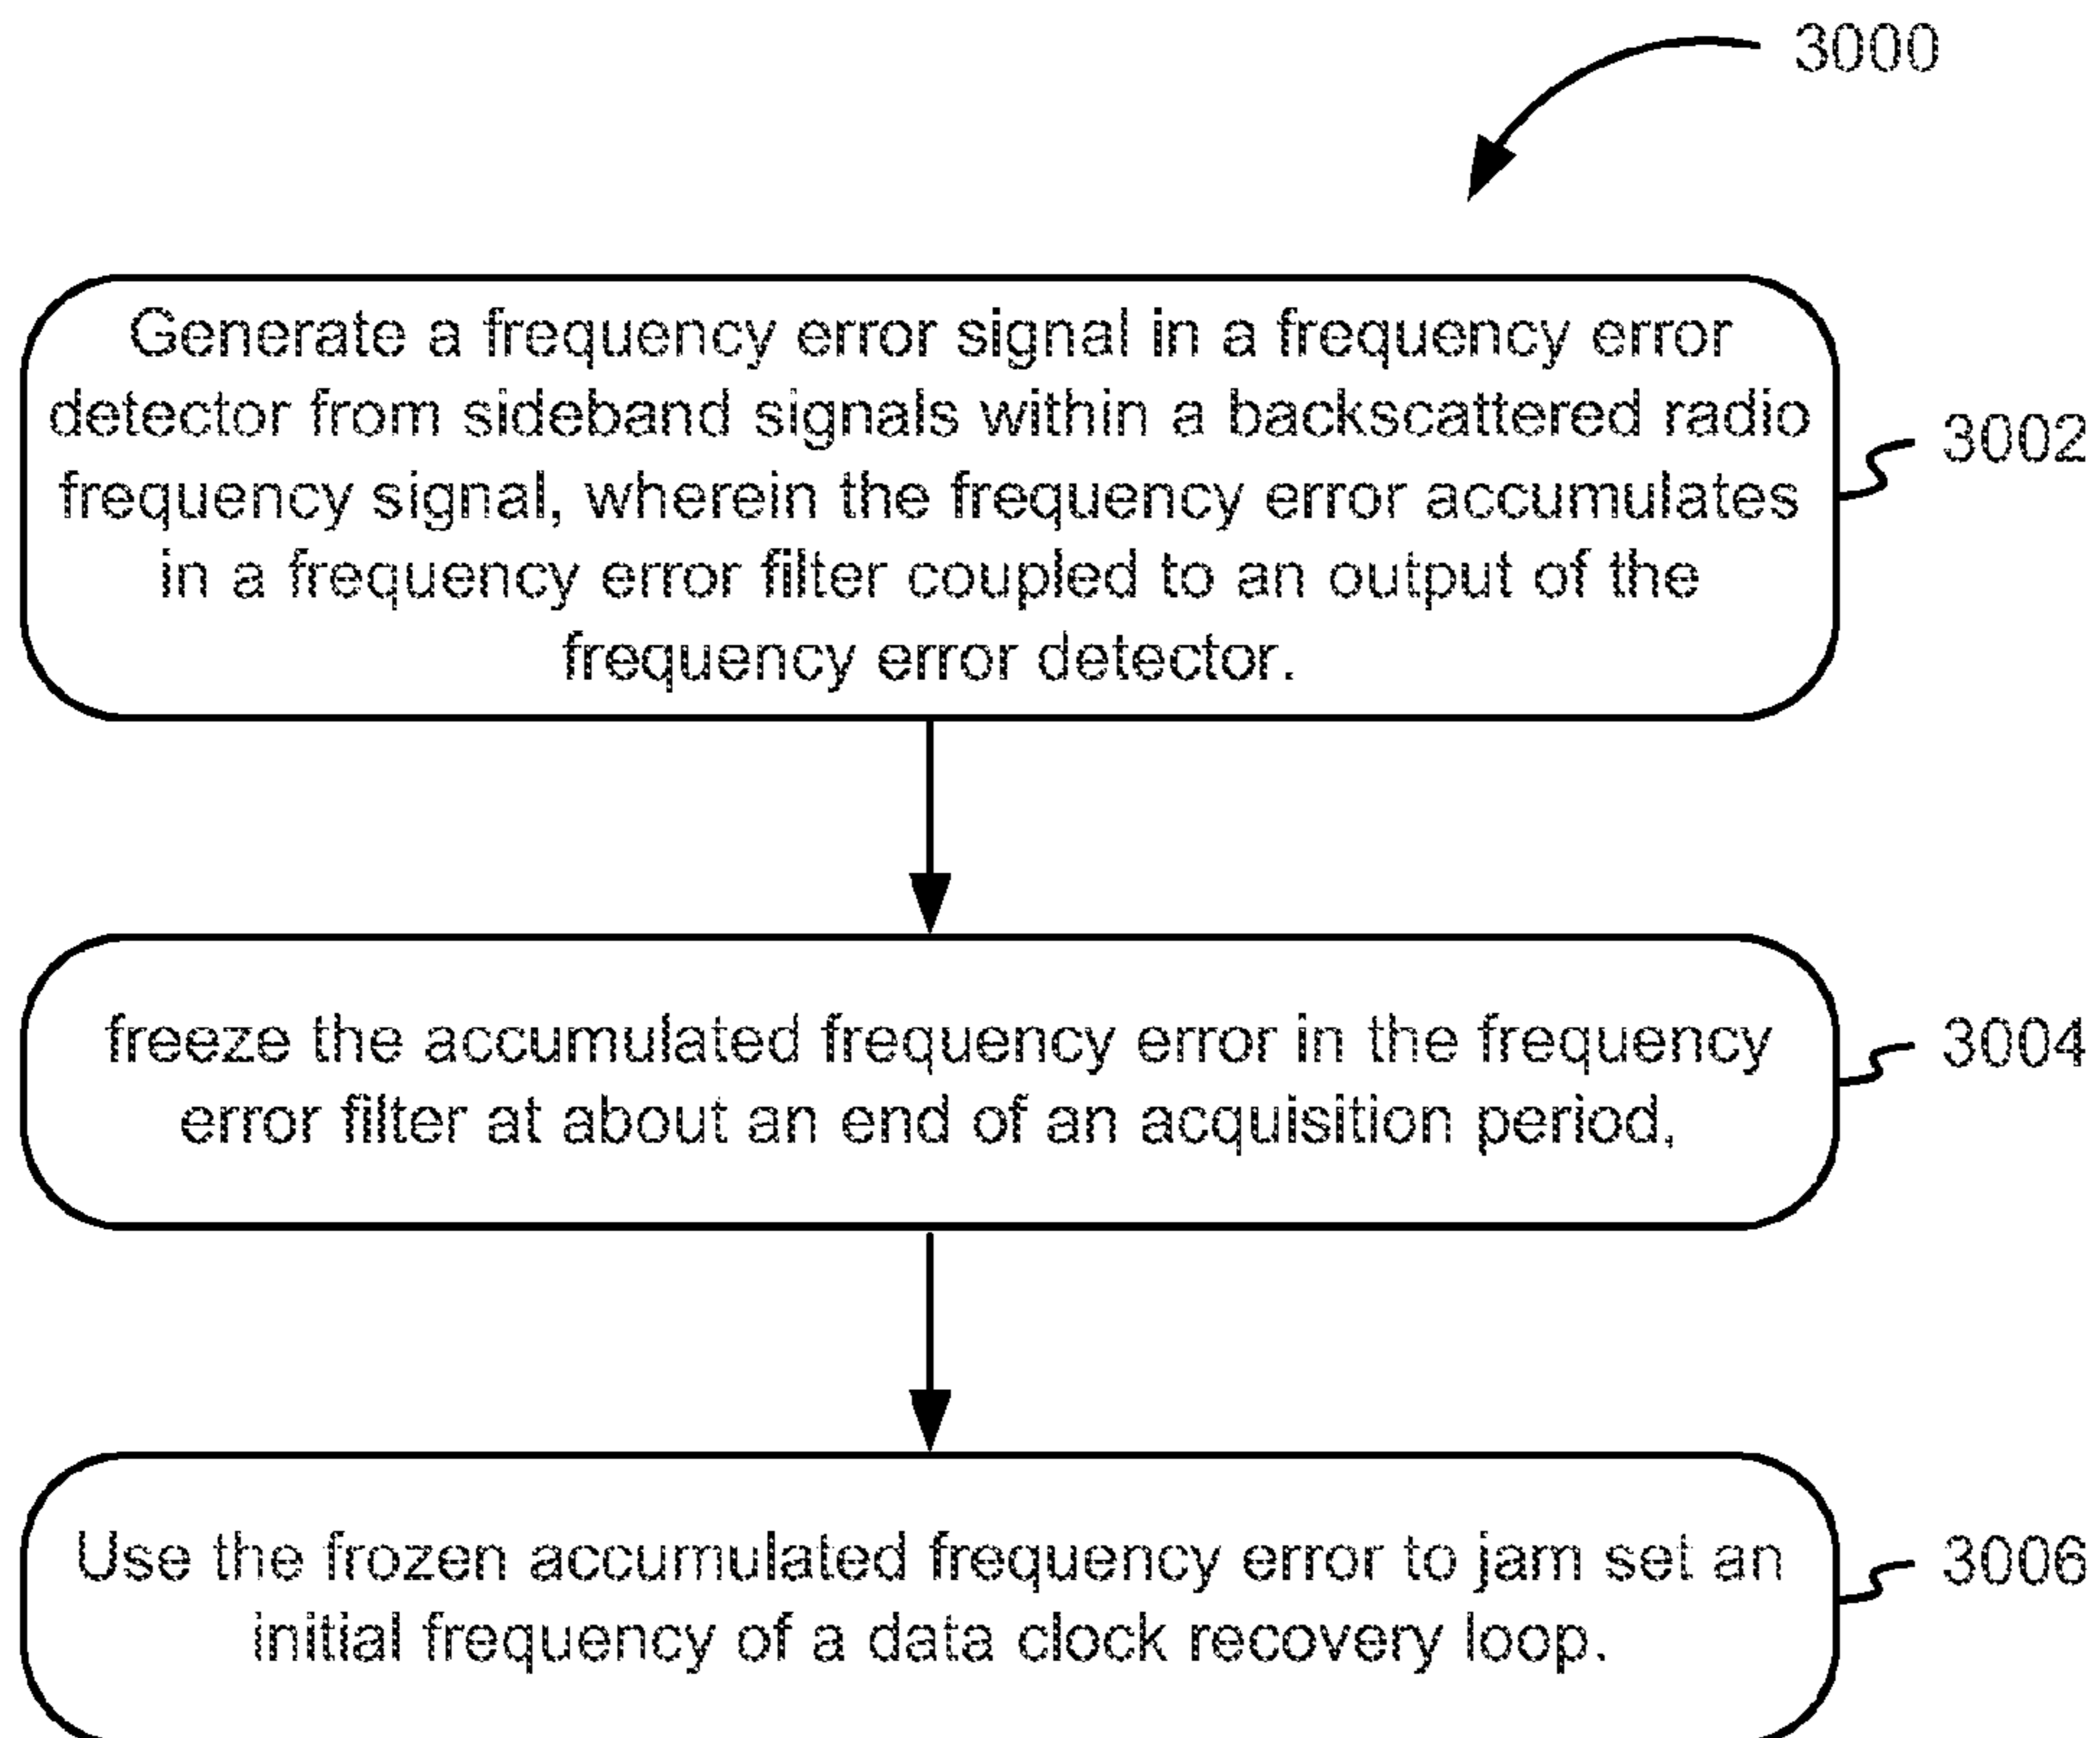 3000
Generate a frequency error signal in a frequency error
detector from sideband signals within a backscattered radio
frequency signal, wherein the frequency error accumulates
in a frequency error filter coupled to an output of the
frequency error detector.
3002
freeze the accumulated frequency error in the frequency
error filter at about an end of an acquisition period,
3004
Use the frozen accumulated frequency error to jam set an
initial frequency of a data clock recovery loop.
3006